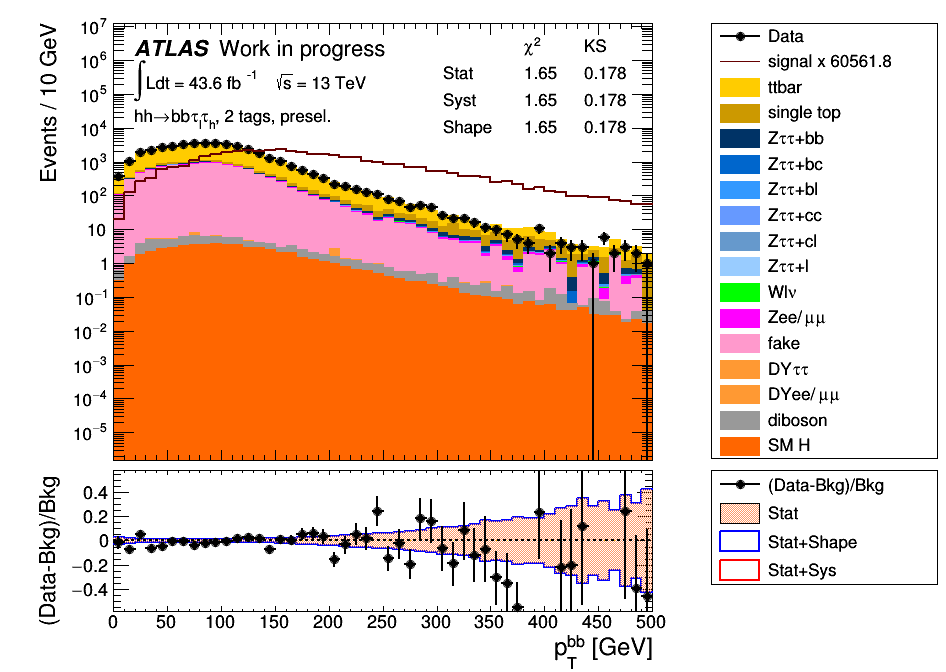 10⁷
10⁶
10⁵
10⁴
10³
10²
10
1
10⁻¹
10⁻²
10⁻³
10⁻⁴
10⁻⁵
Events / 10 GeV
ATLAS Work in progress
∫Ldt = 43.6 fb⁻¹ √s = 13 TeV
hh→bbτₗτₕ, 2 tags, presel.
χ² KS
Stat 1.65 0.178
Syst 1.65 0.178
Shape 1.65 0.178
Data
signal x 60561.8
ttbar
single top
Zττ+bb
Zττ+bc
Zττ+bl
Zττ+cc
Zττ+cl
Zττ+l
Wlν
Zee/μμ
fake
DYττ
DYee/μμ
diboson
SM H
(Data-Bkg)/Bkg
0.4
0.2
0
−0.2
−0.4
0 50 100 150 200 250 300 350 400 450 500
p_T^bb [GeV]
(Data-Bkg)/Bkg
Stat
Stat+Shape
Stat+Sys